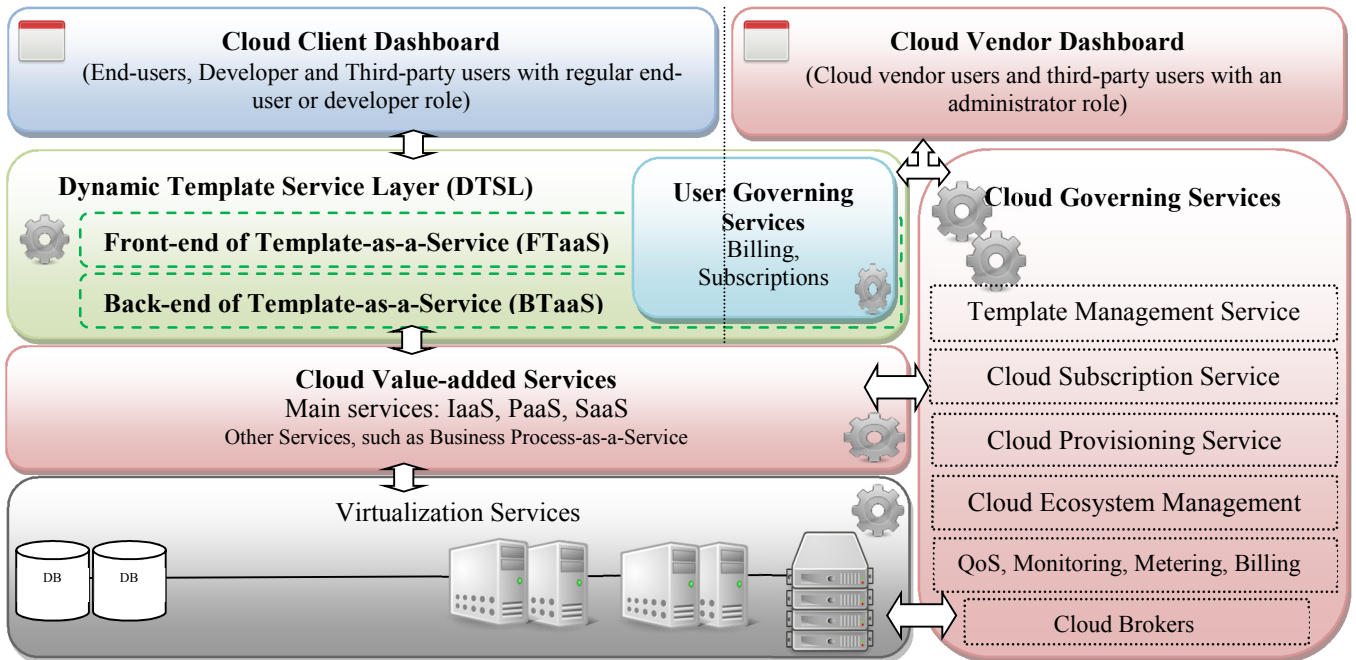 Cloud Client Dashboard
(End-users, Developer and Third-party users with regular end-
user or developer role)
Cloud Vendor Dashboard
(Cloud vendor users and third-party users with an
administrator role)
Dynamic Template Service Layer (DTSL)
Front-end of Template-as-a-Service (FTaaS)
Back-end of Template-as-a-Service (BTaaS)
User Governing
Services
Billing,
Subscriptions
Cloud Governing Services
Template Management Service
Cloud Subscription Service
Cloud Provisioning Service
Cloud Ecosystem Management
QoS, Monitoring, Metering, Billing
Cloud Brokers
Cloud Value-added Services
Main services: IaaS, PaaS, SaaS
Other Services, such as Business Process-as-a-Service
Virtualization Services
DB
DB